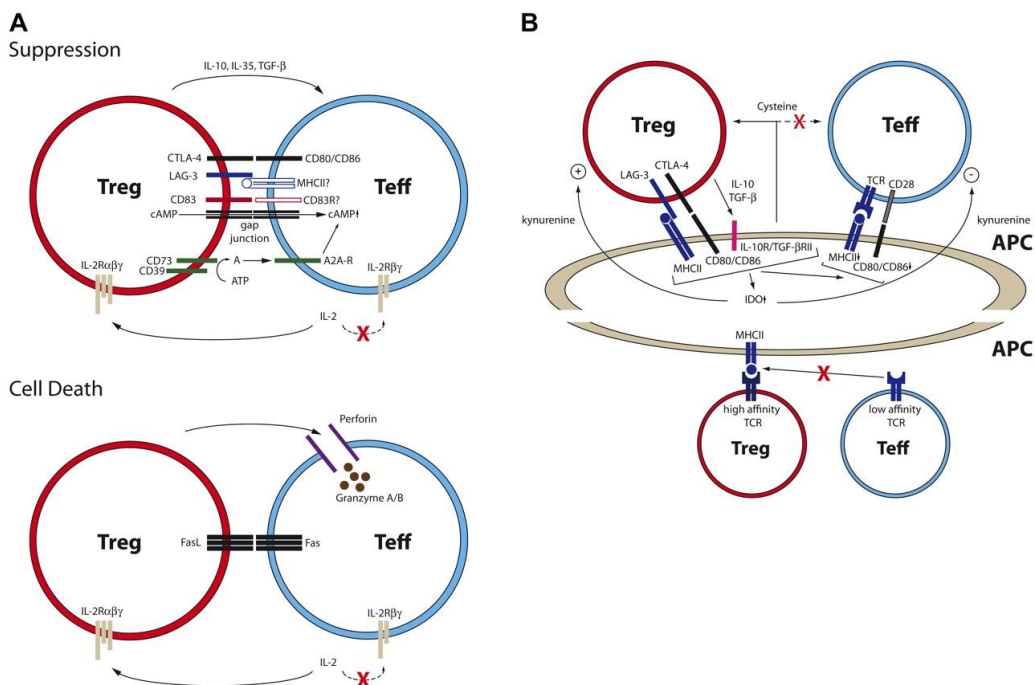 A
Suppression
IL-10, IL-35, TGF-β
Treg
Teff
CTLA-4
CD80/CD86
LAG-3
MHCII?
CD83
CD83R?
cAMP
cAMP
gap
junction
CD73
CD39
A
A2A-R
ATP
IL-2Rαβγ
IL-2Rβγ
IL-2
X
Cell Death
Perforin
Granzyme A/B
Treg
Teff
FasL
Fas
IL-2Rαβγ
IL-2Rβγ
IL-2
X
B
Treg
Teff
Cysteine
X
CTLA-4
LAG-3
IL-10
TGF-β
TCR
CD28
+
-
kynurenine
kynurenine
APC
IL-10R/TGF-βRII
CD80/CD86
MHCII
MHCII
CD80/CD86
IDO
MHCII
APC
X
high affinity
TCR
Treg
low affinity
TCR
Teff